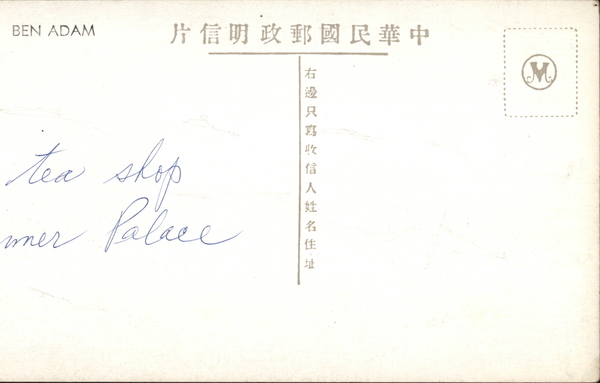 BEN ADAM
中華民國郵政明信片
右邊只寫收信人姓名住址
tea shop
mer Palace